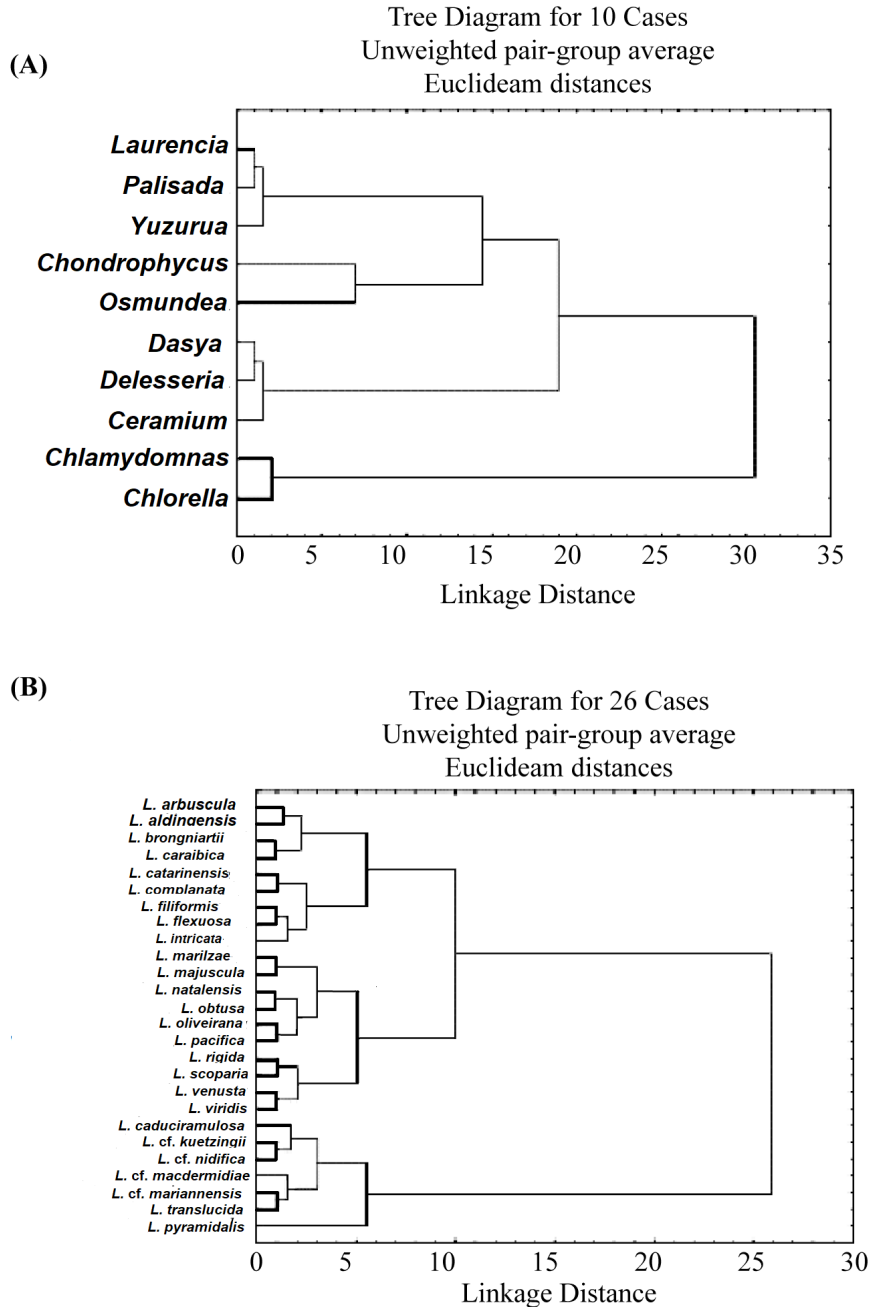 Tree Diagram for 10 Cases
Unweighted pair-group average
Euclideam distances
(A)
Laurencia
Palisada
Yuzurua
Chondrophycus
Osmundea
Dasya
Delesseria
Ceramium
Chlamydomnas
Chlorella
0 5 10 15 20 25 30 35
Linkage Distance
(B)
Tree Diagram for 26 Cases
Unweighted pair-group average
Euclideam distances
L. arbuscula
L. aldingensis
L. brongniartii
L. caraibica
L. catarinensis
L. complanata
L. filiformis
L. flexuosa
L. intricata
L. marilzae
L. majuscula
L. natalensis
L. obtusa
L. oliveirana
L. pacifica
L. rigida
L. scoparia
L. venusta
L. viridis
L. caduciramulosa
L. cf. kuetzingii
L. cf. nidifica
L. cf. macdermidiae
L. cf. mariannensis
L. translucida
L. pyramidalis
0 5 10 15 20 25 30
Linkage Distance